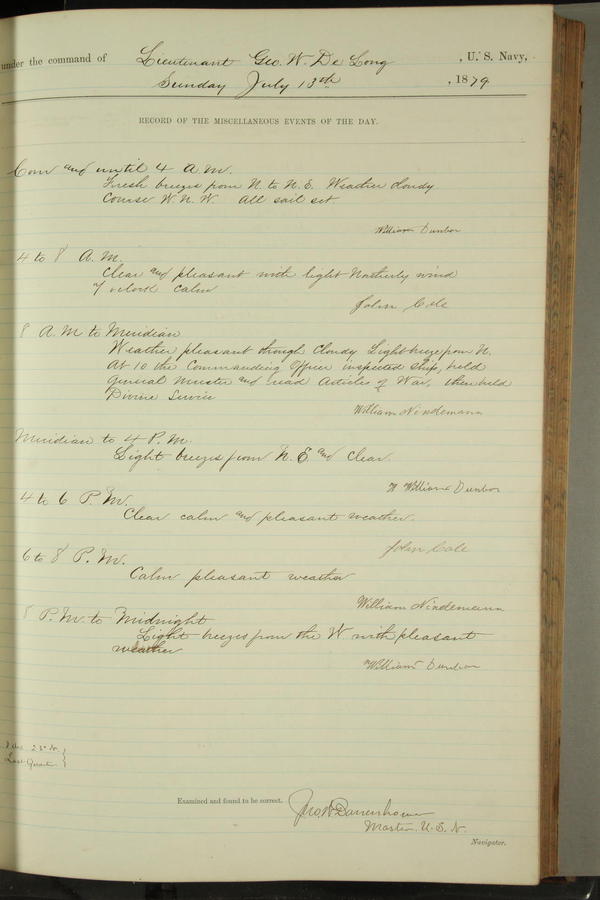 under the command of Lieutenant Geo. W. De Long , U. S. Navy,
Sunday July 13th , 1879
RECORD OF THE MISCELLANEOUS EVENTS OF THE DAY.
Com and until 4 A.M.
Fresh breezes from N. to N.E. Weather cloudy
Course W.N.W. All sail set
William Dunbar
4 to 8 A.M.
Clear and pleasant with light Northerly wind
7 o'clock calm
John Cole
8 A.M to Meridian
Weather pleasant though cloudy Light breeze from N.
At 10 the Commanding Officer inspected ship, held
general muster and read Articles of War, then held
Divine Service
William Nindemann
Meridian to 4 P.M.
Light breezes from N.E and clear.
William Dunbar
4 to 6 P.M.
Clear calm and pleasant weather.
John Cole
6 to 8 P.M.
Calm pleasant weather
William Nindemann
8 P.M. to Midnight
Light breezes from the W with pleasant
weather
William Dunbar
23° N.
Last Quarter
Examined and found to be correct. Jno. W. Danenhower
Master. U.S.N.
Navigator.